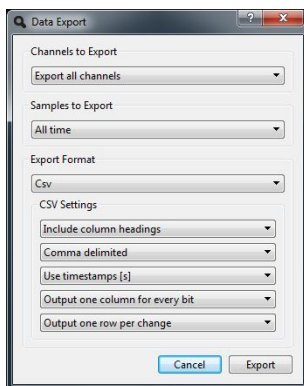 Data Export
Channels to Export
Export all channels
Samples to Export
All time
Export Format
Csv
CSV Settings
Include column headings
Comma delimited
Use timestamps [s]
Output one column for every bit
Output one row per change
Cancel Export